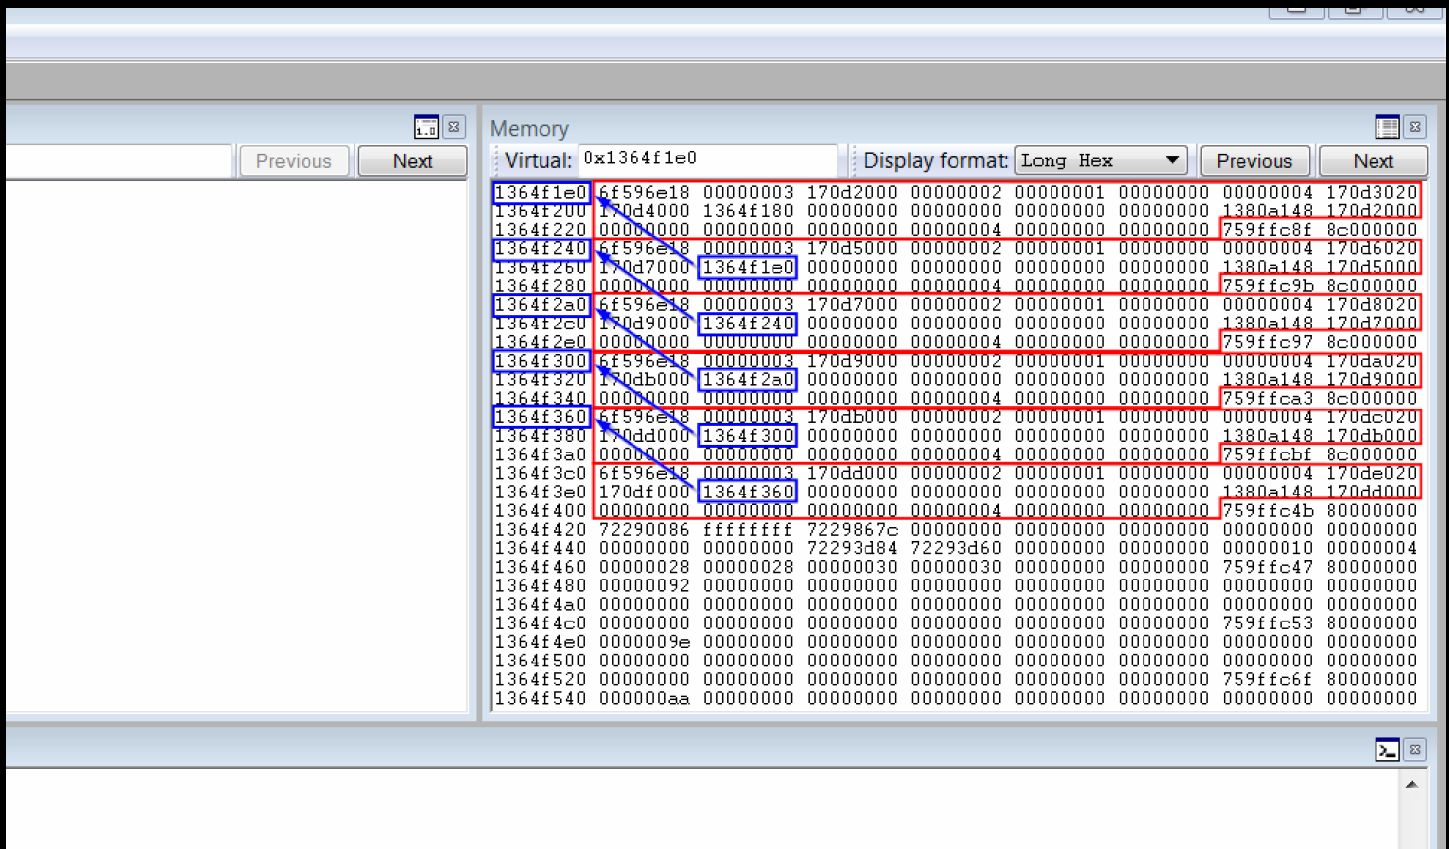 Memory
Previous Next
Virtual: 0x1364f1e0 Display format: Long Hex Previous Next
1364f1e0 6f596e18 00000003 170d2000 00000002 00000001 00000000 00000004 170d3020
1364f200 170d4000 1364f180 00000000 00000000 00000000 00000000 1380a148 170d2000
1364f220 00000000 00000000 00000000 00000004 00000000 00000000 759ffc8f 8c000000
1364f240 6f596e18 00000003 170d5000 00000002 00000001 00000000 00000004 170d6020
1364f260 170d7000 1364f1e0 00000000 00000000 00000000 00000000 1380a148 170d5000
1364f280 00000000 00000000 00000000 00000004 00000000 00000000 759ffc9b 8c000000
1364f2a0 6f596e18 00000003 170d7000 00000002 00000001 00000000 00000004 170d8020
1364f2c0 170d9000 1364f240 00000000 00000000 00000000 00000000 1380a148 170d7000
1364f2e0 00000000 00000000 00000000 00000004 00000000 00000000 759ffc97 8c000000
1364f300 6f596e18 00000003 170d9000 00000002 00000001 00000000 00000004 170da020
1364f320 170db000 1364f2a0 00000000 00000000 00000000 00000000 1380a148 170d9000
1364f340 00000000 00000000 00000000 00000004 00000000 00000000 759ffca3 8c000000
1364f360 6f596e18 00000003 170db000 00000002 00000001 00000000 00000004 170dc020
1364f380 170dd000 1364f300 00000000 00000000 00000000 00000000 1380a148 170db000
1364f3a0 00000000 00000000 00000000 00000004 00000000 00000000 759ffcbf 8c000000
1364f3c0 6f596e18 00000003 170dd000 00000002 00000001 00000000 00000004 170de020
1364f3e0 170df000 1364f360 00000000 00000000 00000000 00000000 1380a148 170dd000
1364f400 00000000 00000000 00000000 00000004 00000000 00000000 759ffc4b 80000000
1364f420 72290086 ffffffff 7229867c 00000000 00000000 00000000 00000000 00000000
1364f440 00000000 00000000 72293d84 72293d60 00000000 00000000 00000010 00000004
1364f460 00000028 00000028 00000030 00000030 00000000 00000000 759ffc47 80000000
1364f480 00000092 00000000 00000000 00000000 00000000 00000000 00000000 00000000
1364f4a0 00000000 00000000 00000000 00000000 00000000 00000000 00000000 00000000
1364f4c0 00000000 00000000 00000000 00000000 00000000 00000000 759ffc53 80000000
1364f4e0 0000009e 00000000 00000000 00000000 00000000 00000000 00000000 00000000
1364f500 00000000 00000000 00000000 00000000 00000000 00000000 00000000 00000000
1364f520 00000000 00000000 00000000 00000000 00000000 00000000 759ffc6f 80000000
1364f540 000000aa 00000000 00000000 00000000 00000000 00000000 00000000 00000000